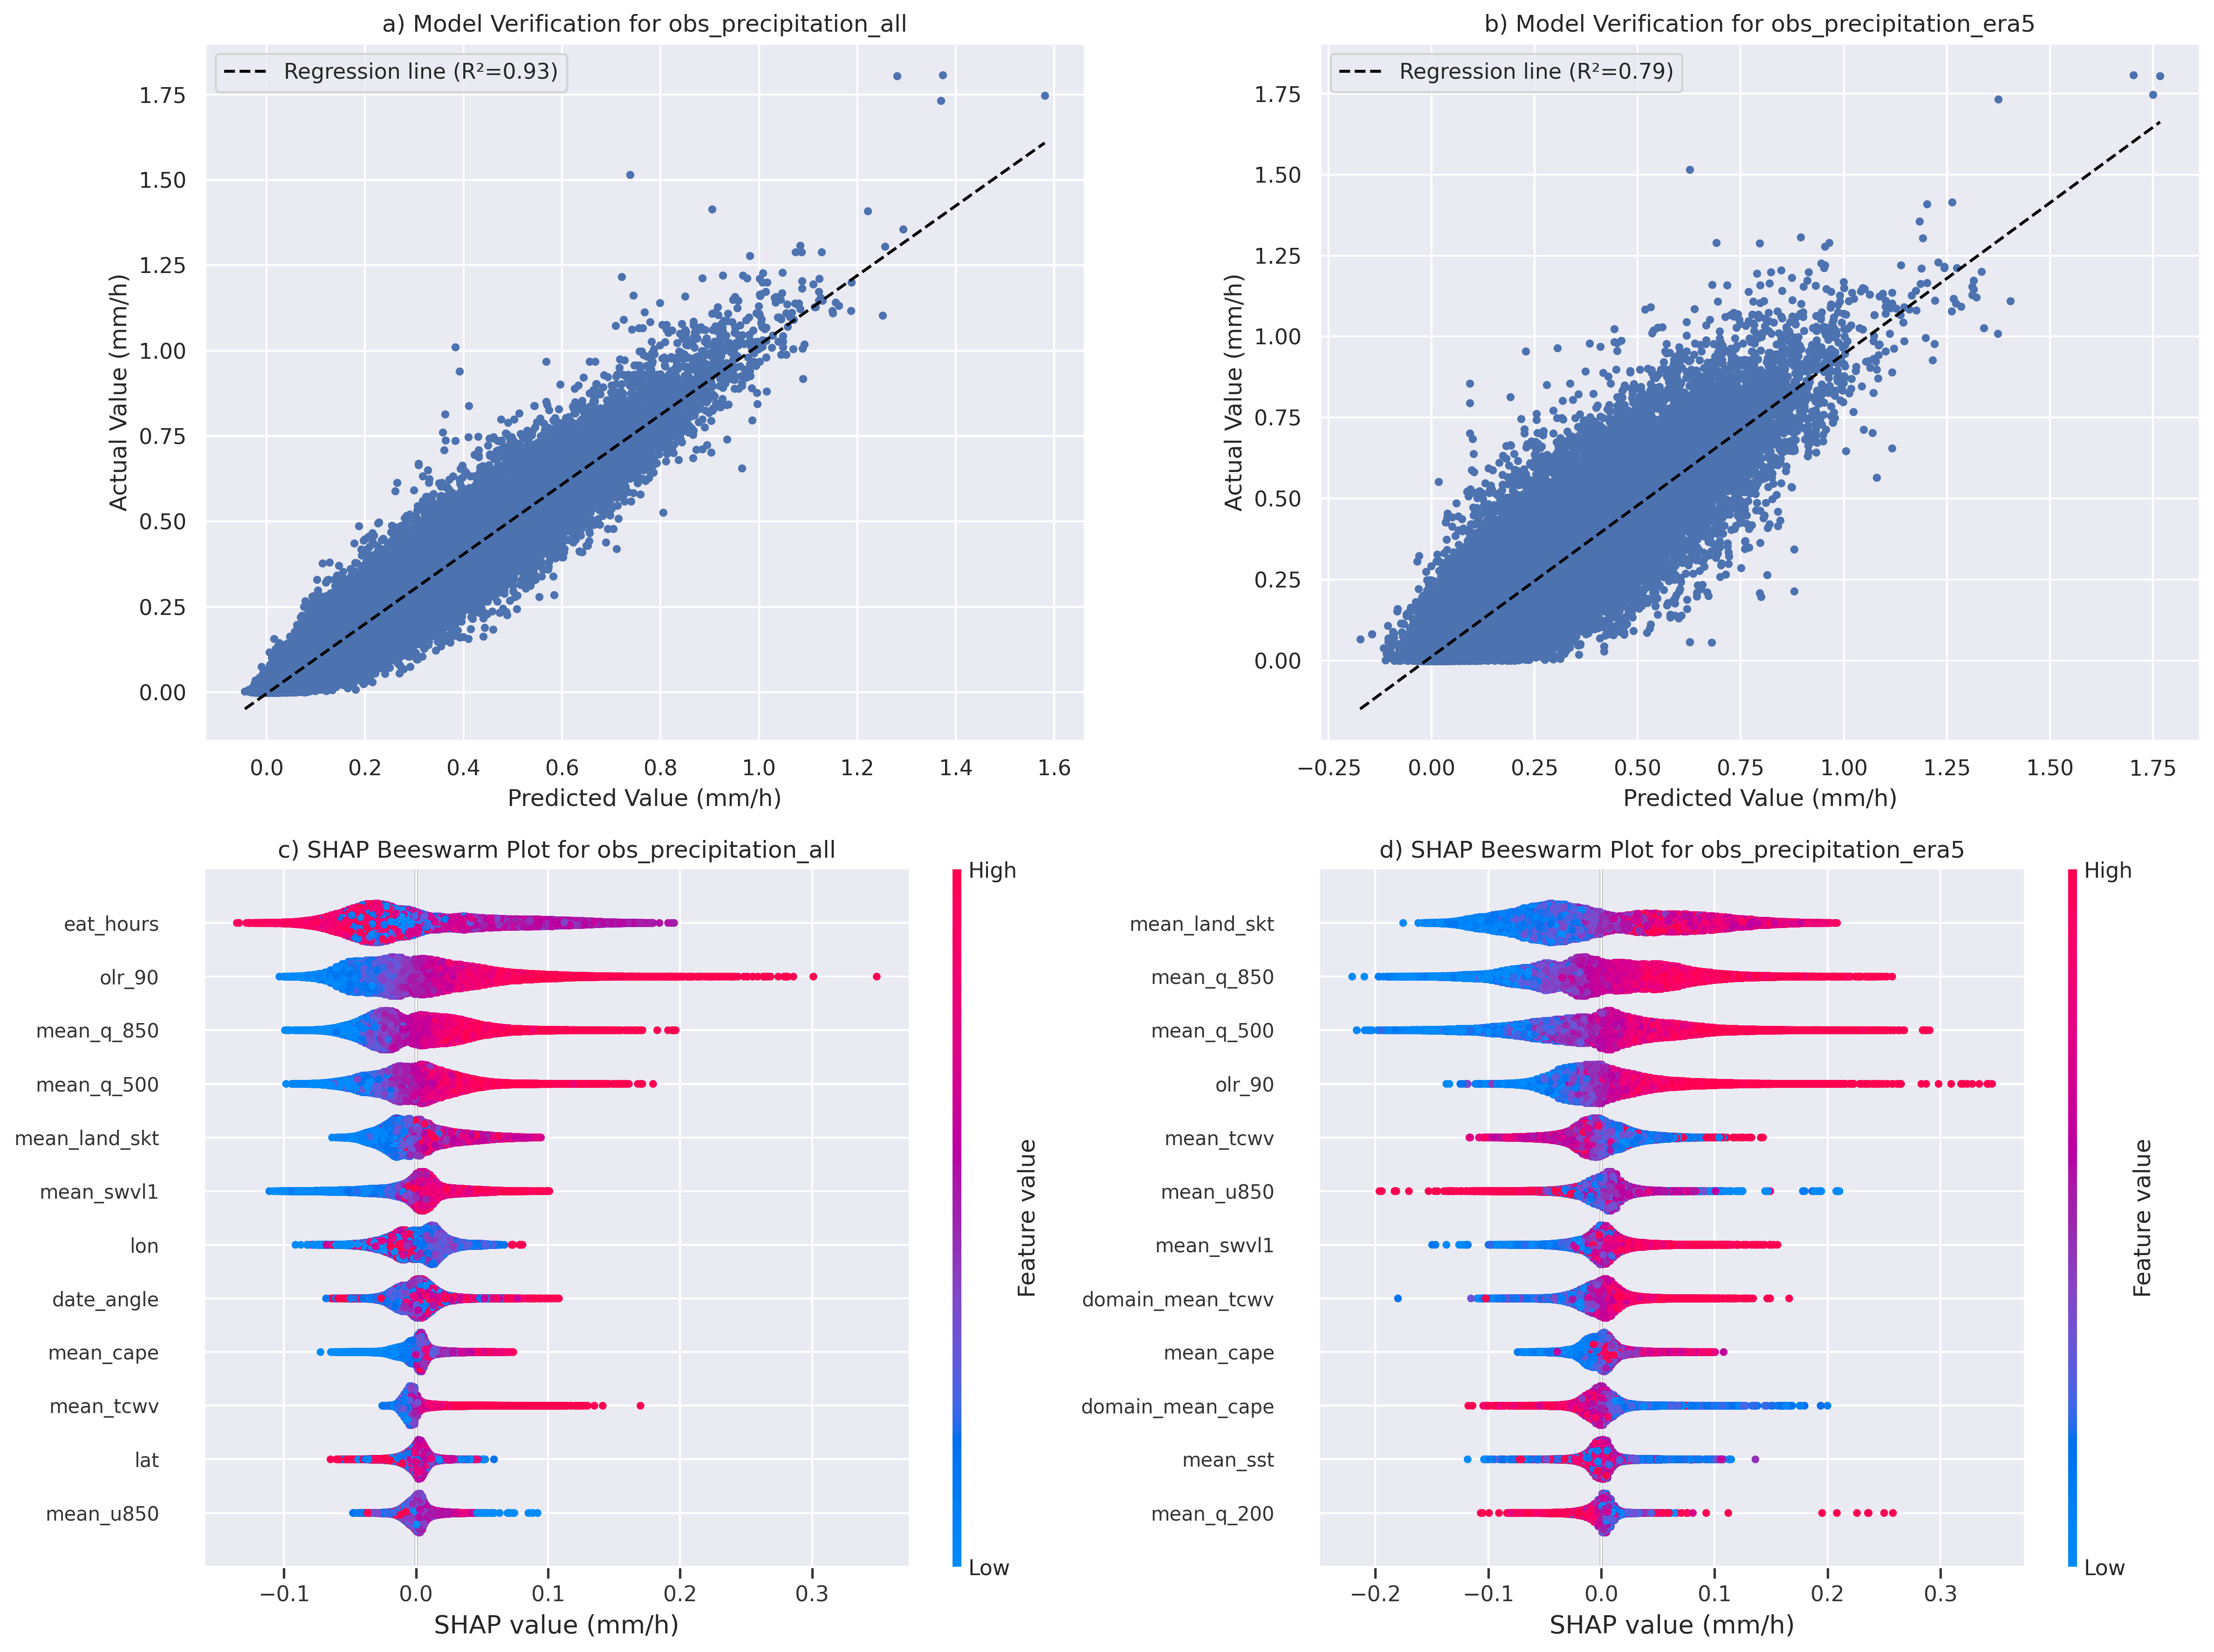 a) Model Verification for obs_precipitation_all
Regression line (R²=0.93)
Actual Value (mm/h)
1.75
1.50
1.25
1.00
0.75
0.50
0.25
0.00
0.0 0.2 0.4 0.6 0.8 1.0 1.2 1.4 1.6
Predicted Value (mm/h)
b) Model Verification for obs_precipitation_era5
Regression line (R²=0.79)
Actual Value (mm/h)
1.75
1.50
1.25
1.00
0.75
0.50
0.25
0.00
−0.25 0.00 0.25 0.50 0.75 1.00 1.25 1.50 1.75
Predicted Value (mm/h)
c) SHAP Beeswarm Plot for obs_precipitation_all
eat_hours
olr_90
mean_q_850
mean_q_500
mean_land_skt
mean_swvl1
lon
date_angle
mean_cape
mean_tcwv
lat
mean_u850
−0.1 0.0 0.1 0.2 0.3
SHAP value (mm/h)
High
Feature value
Low
d) SHAP Beeswarm Plot for obs_precipitation_era5
mean_land_skt
mean_q_850
mean_q_500
olr_90
mean_tcwv
mean_u850
mean_swvl1
domain_mean_tcwv
mean_cape
domain_mean_cape
mean_sst
mean_q_200
−0.2 −0.1 0.0 0.1 0.2 0.3
SHAP value (mm/h)
High
Feature value
Low